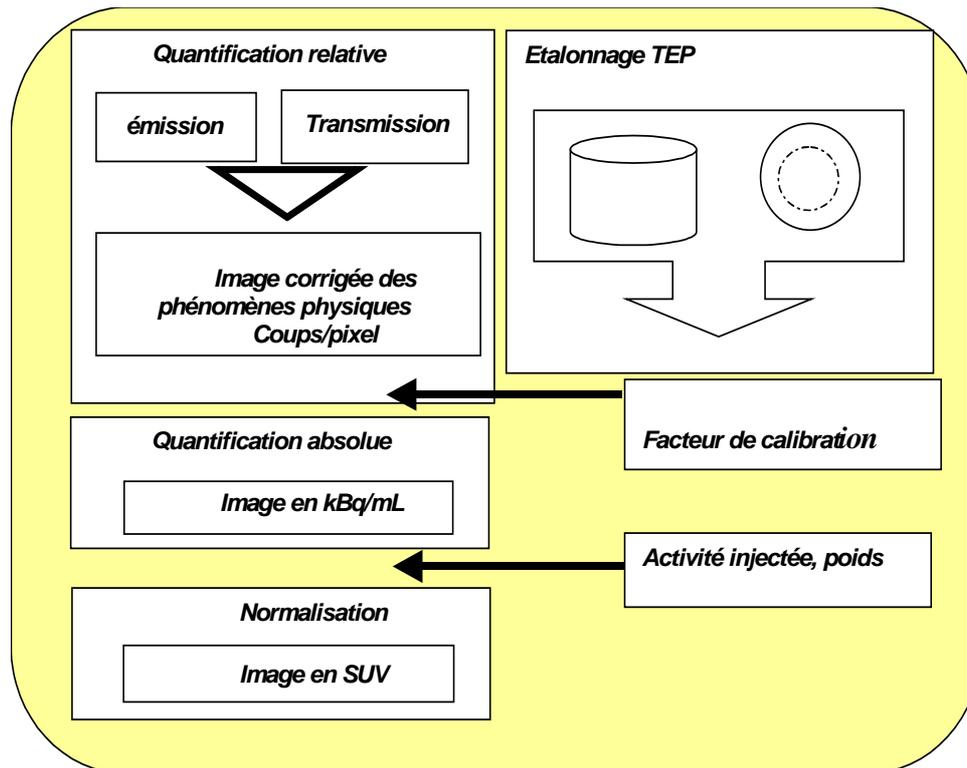 Quantification relative
émission
Transmission
Image corrigée des
phénomènes physiques
Coups/pixel
Etalonnage TEP
Facteur de calibration
Quantification absolue
Image en kBq/mL
Activité injectée, poids
Normalisation
Image en SUV